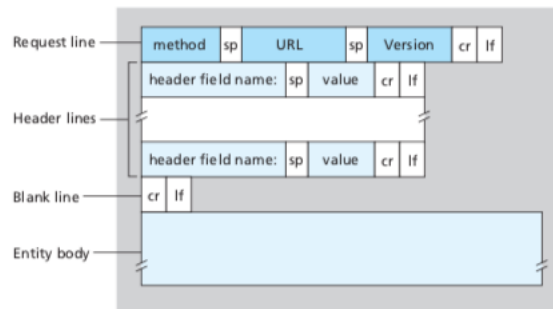 Request line method sp URL sp Version cr lf
header field name: sp value cr lf
Header lines
header field name: sp value cr lf
Blank line cr lf
Entity body